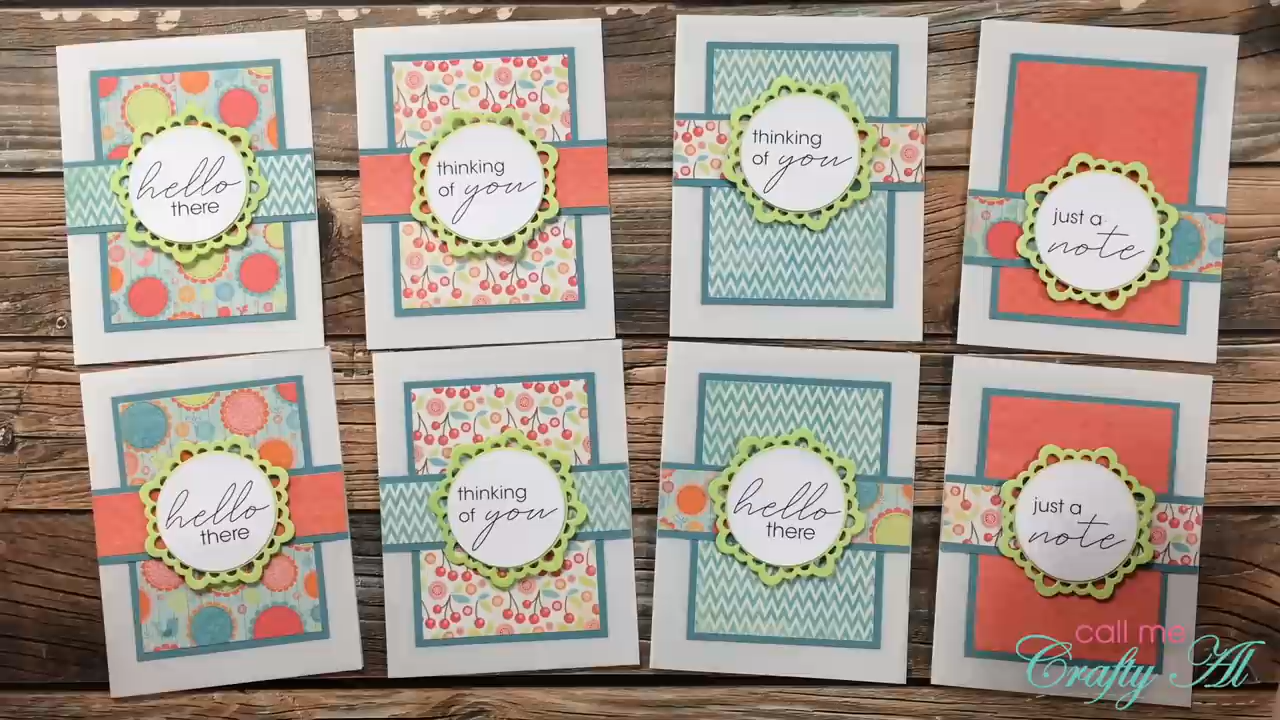 hello
there
thinking
of you
thinking
of you
just a
note
hello
there
thinking
of you
hello
there
just a
note
call me
Crafty Al